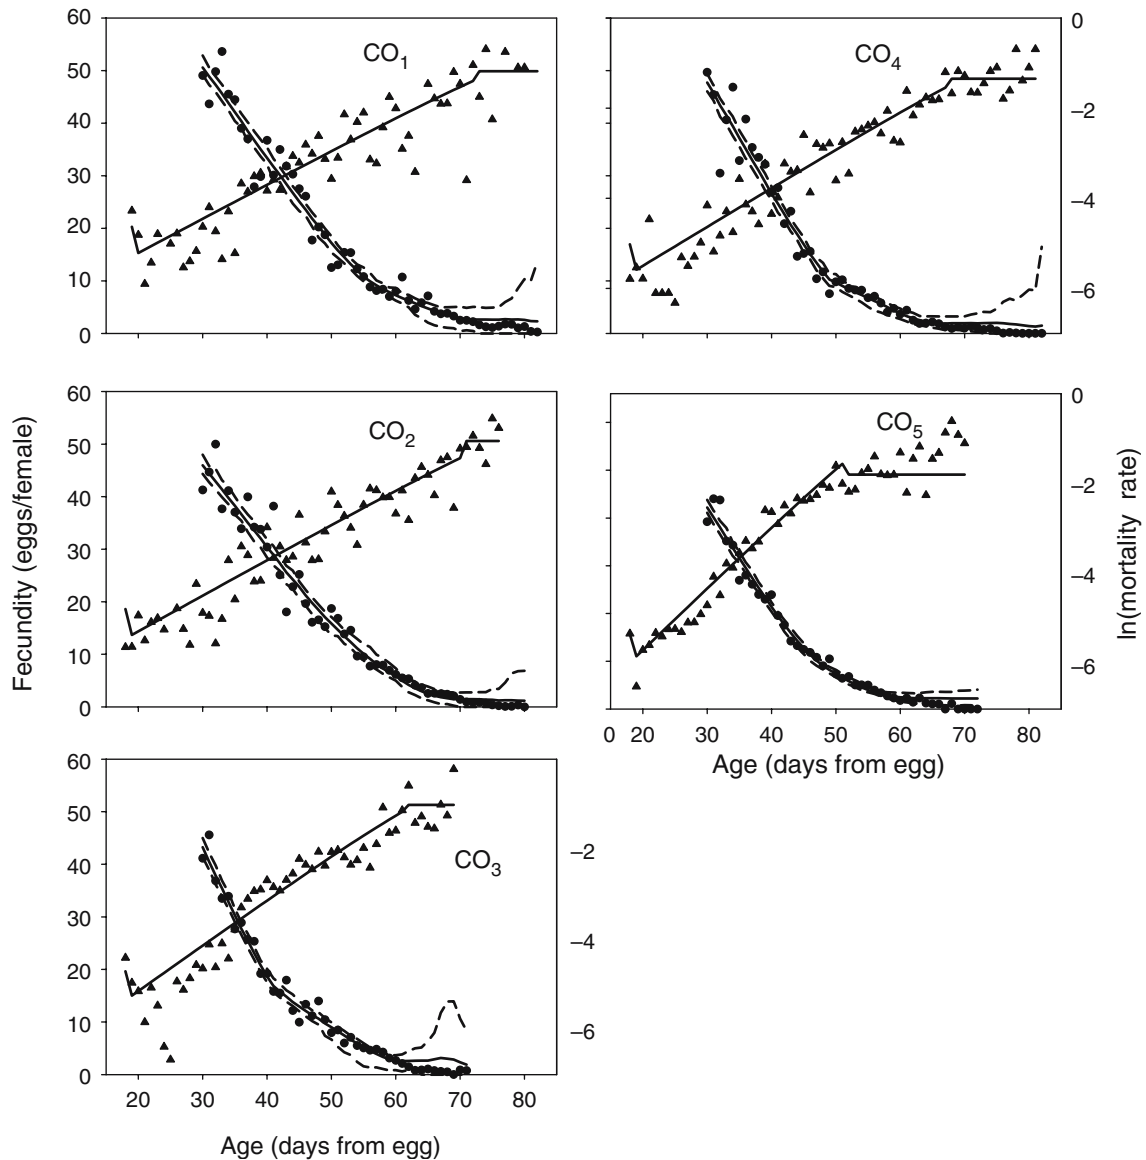 60
50
40
30
20
10
0
CO1
CO4
0
−2
−4
−6
60
50
40
30
20
10
0
CO2
CO5
0
−2
−4
−6
0 20 30 40 50 60 70 80
Age (days from egg)
Fecundity (eggs/female)
ln(mortality rate)
60
50
40
30
20
10
0
CO3
−2
−4
−6
20 30 40 50 60 70 80
Age (days from egg)